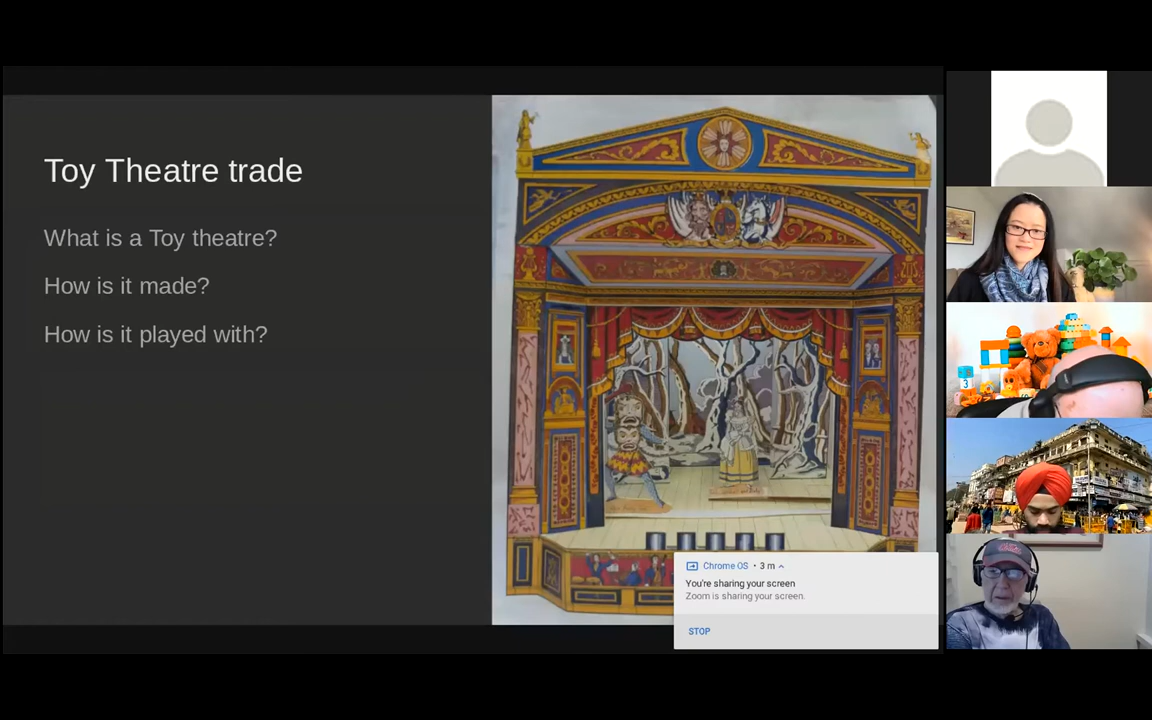 Toy Theatre trade
What is a Toy theatre?
How is it made?
How is it played with?
Chrome OS • 3 m
You're sharing your screen
Zoom is sharing your screen.
STOP
3